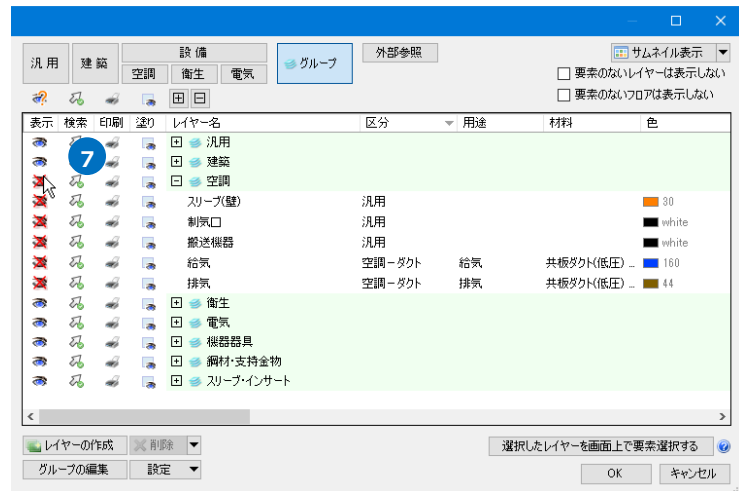 汎用 建築 設備 グループ 外部参照 サムネイル表示
空調 衛生 電気
要素のないレイヤーは表示しない
要素のないフロアは表示しない
表示 検索 印刷 塗り レイヤー名 区分 用途 材料 色
汎用
7
建築
空調
スリーブ(壁) 汎用 30
制気口 汎用 white
搬送機器 汎用 white
給気 空調-ダクト 給気 共板ダクト(低圧) ... 160
排気 空調-ダクト 排気 共板ダクト(低圧) ... 44
衛生
電気
機器器具
鋼材・支持金物
スリーブ・インサート
レイヤーの作成 削除 選択したレイヤーを画面上で要素選択する
グループの編集 設定 OK キャンセル